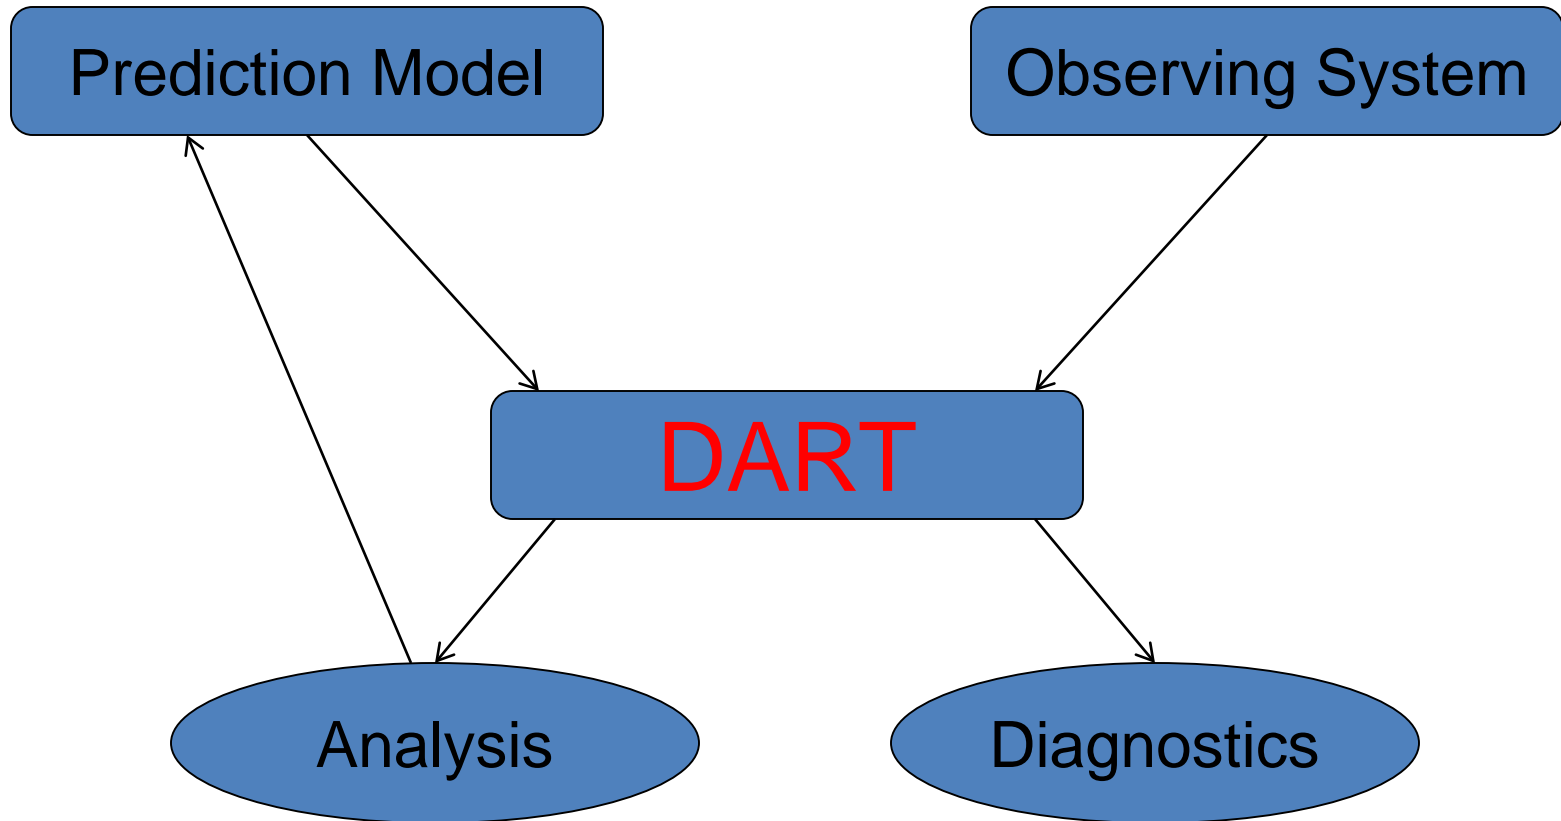 Prediction Model
Observing System
DART
Analysis
Diagnostics